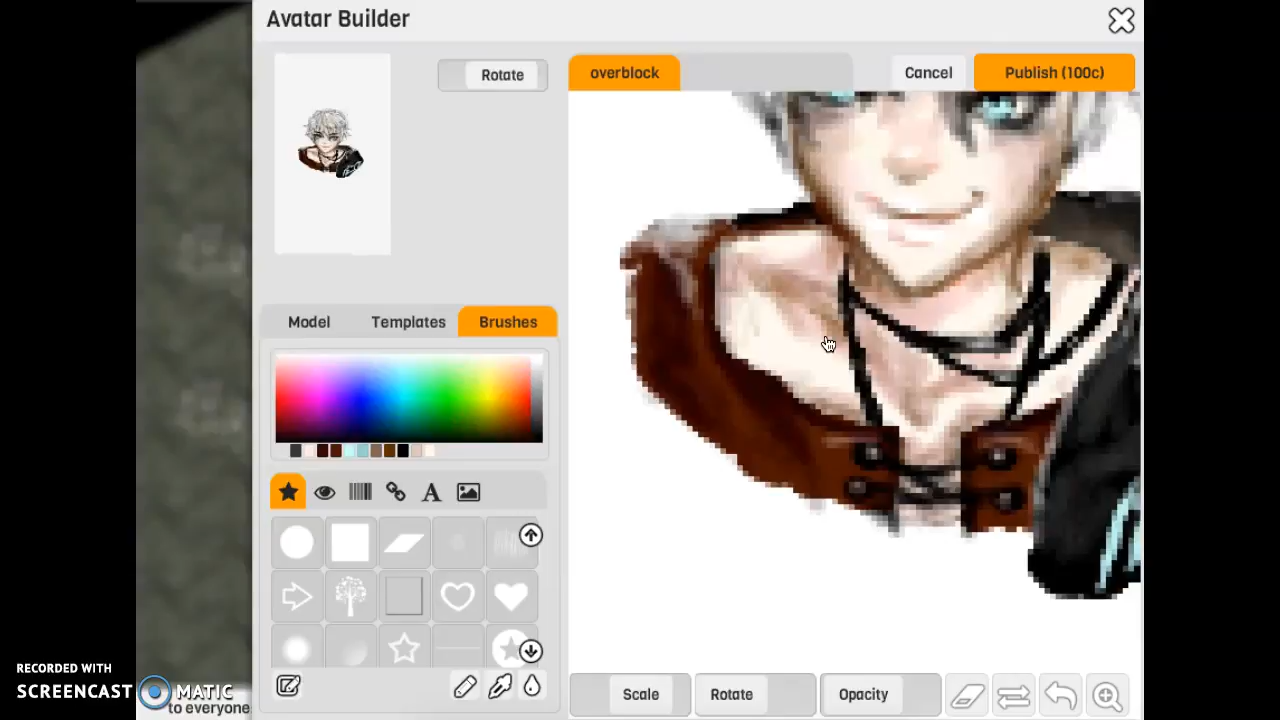 Avatar Builder
Rotate
overblock
Cancel
Publish (100c)
Model
Templates
Brushes
A
Scale
Rotate
Opacity
RECORDED WITH
SCREENCAST MATIC
to everyone